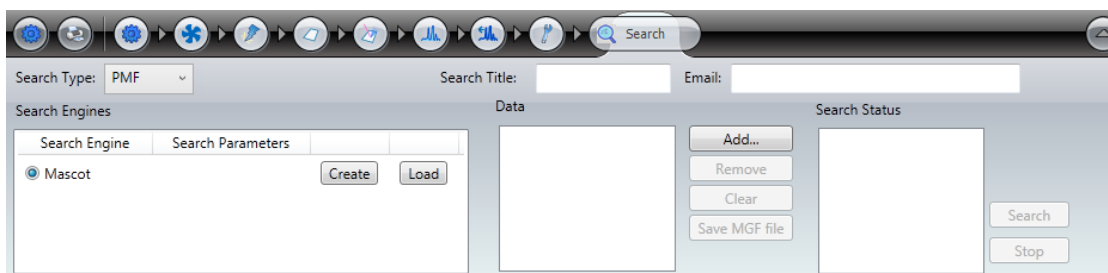 Search
Search Type: PMF Search Title: Email:
Search Engines Data Search Status
Search Engine Search Parameters Add...
Mascot Create Load Remove
Clear
Save MGF file Search
Stop